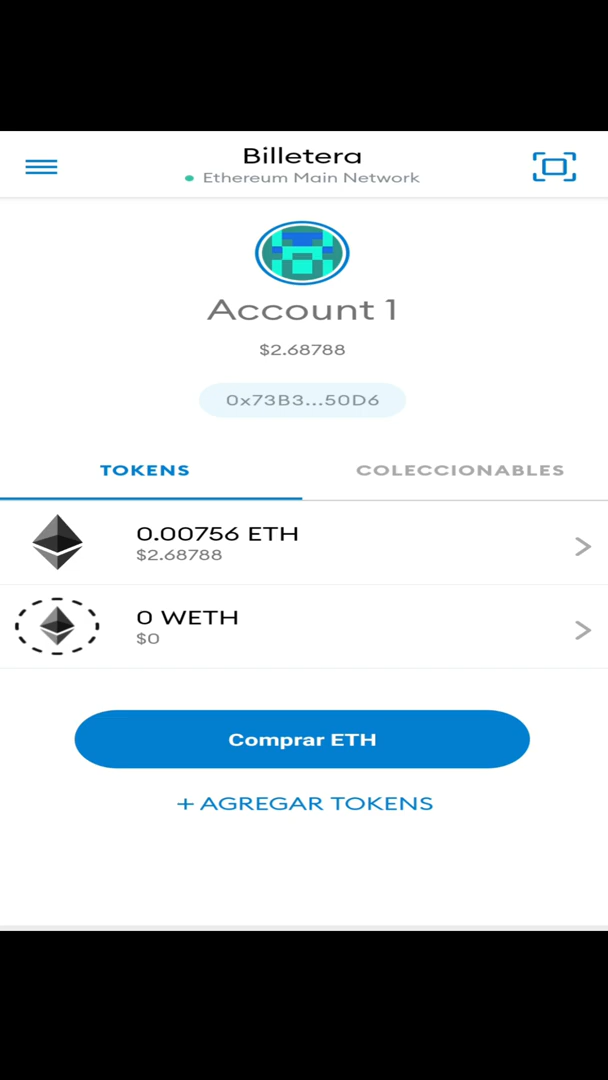 Billetera
Ethereum Main Network
Account 1
$2.68788
0x73B3...50D6
TOKENS COLECCIONABLES
0.00756 ETH
$2.68788
0 WETH
$0
Comprar ETH
+ AGREGAR TOKENS